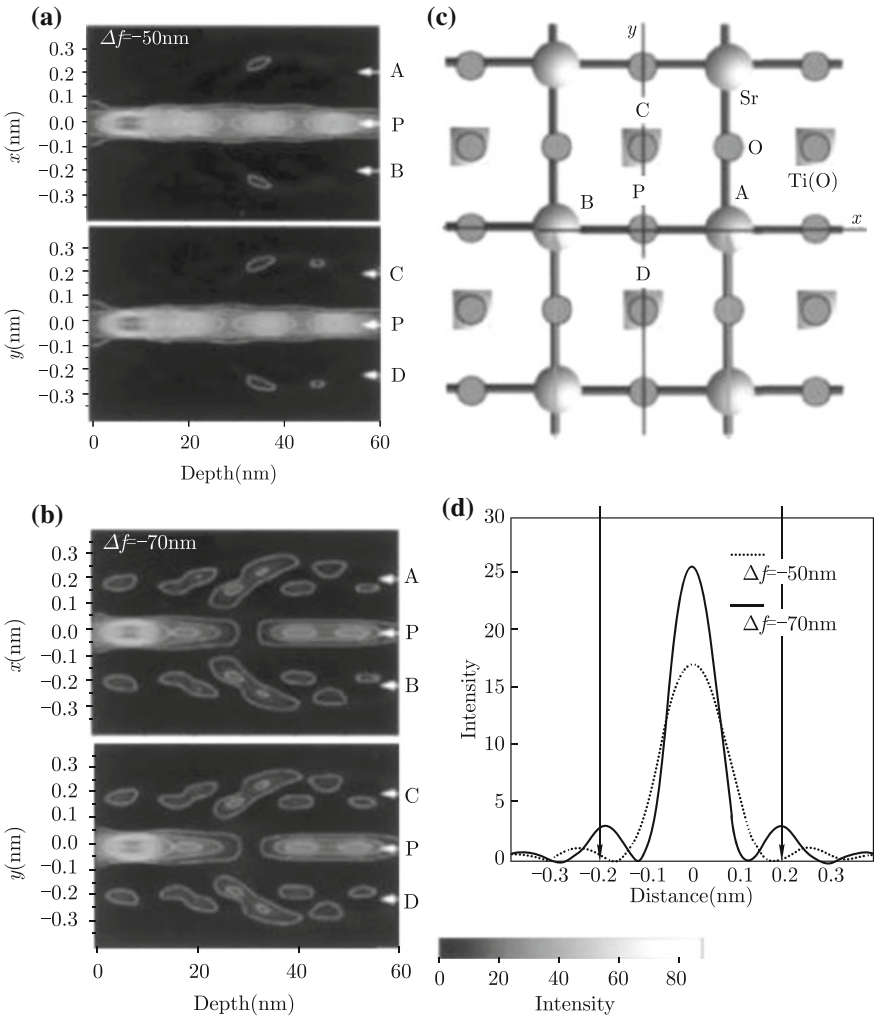 (a)
Δf=−50nm
0.3
0.2
0.1
0.0
−0.1
−0.2
−0.3
x(nm)
A
P
B
0.3
0.2
0.1
0.0
−0.1
−0.2
−0.3
y(nm)
C
P
D
0
20
40
60
Depth(nm)
(b)
Δf=−70nm
0.3
0.2
0.1
−0.0
−0.1
−0.2
−0.3
x(nm)
A
P
B
0.3
0.2
0.1
−0.0
−0.1
−0.2
−0.3
y(nm)
C
P
D
0
20
40
60
Depth(nm)
(c)
y
C
Sr
O
Ti(O)
B
P
A
x
D
(d)
30
25
20
15
10
5
0
Intensity
Δf=−50nm
Δf=−70nm
−0.3
−0.2
−0.1
0
0.1
0.2
0.3
Distance(nm)
0
20
40
60
80
Intensity